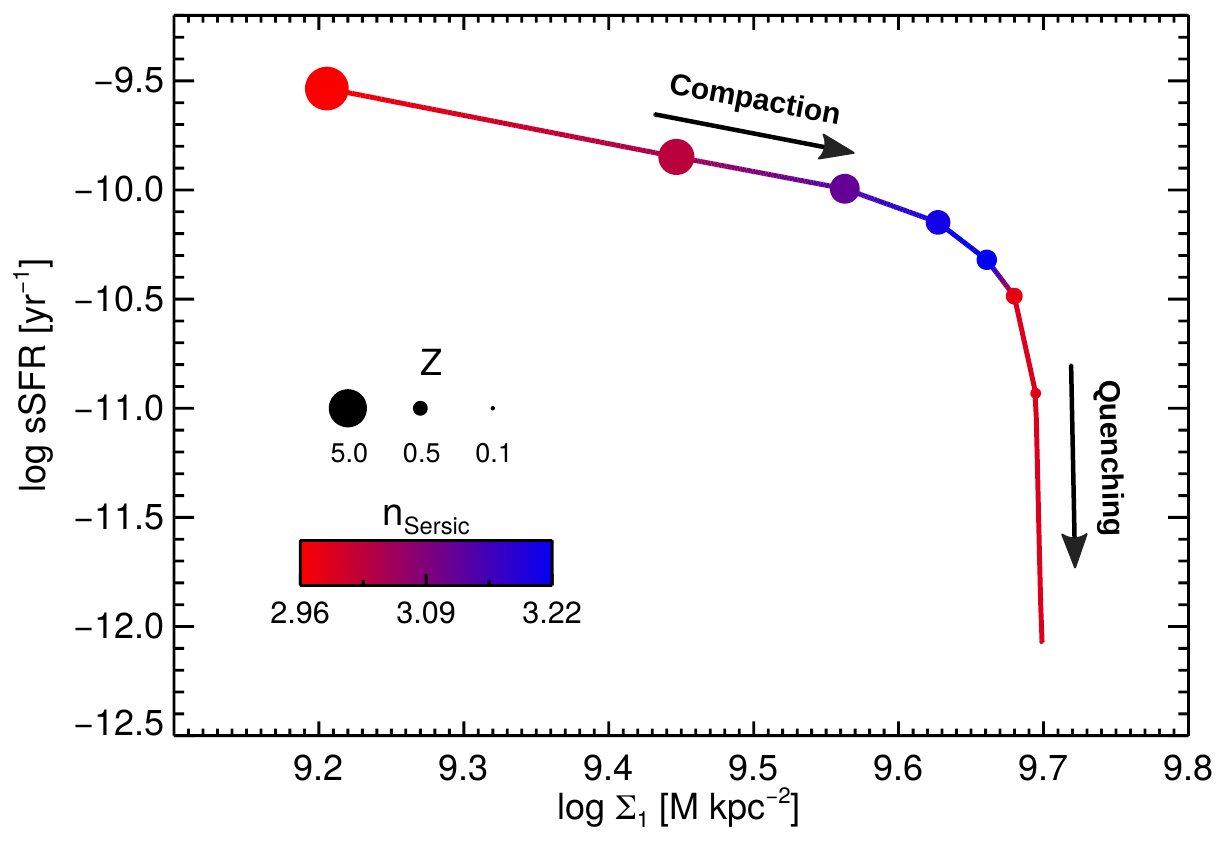 Compaction
−9.5
−10.0
−10.5
−11.0
−11.5
−12.0
−12.5
log sSFR [yr⁻¹]
Z
5.0 0.5 0.1
n_Sersic
2.96 3.09 3.22
Quenching
9.2 9.3 9.4 9.5 9.6 9.7 9.8
log Σ₁ [M kpc⁻²]